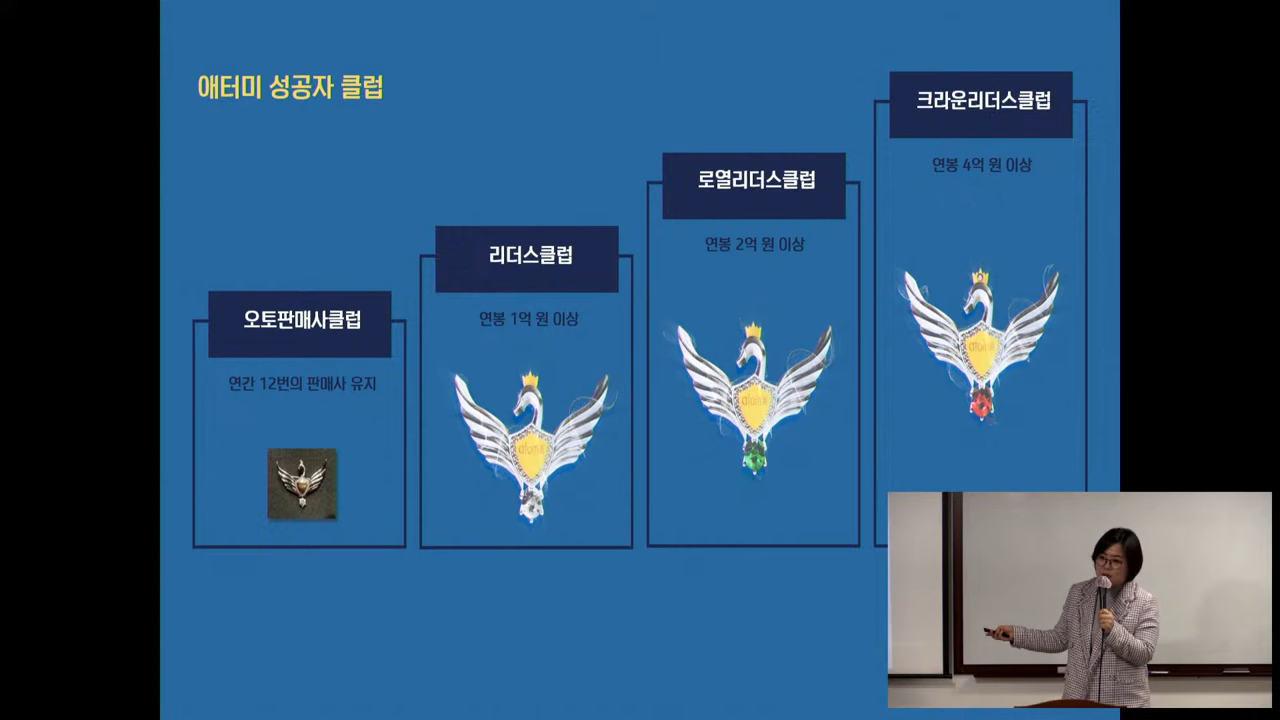 애터미 성공자 클럽
오토판매사클럽
연간 12번의 판매사 유지
리더스클럽
연봉 1억 원 이상
로열리더스클럽
연봉 2억 원 이상
크라운리더스클럽
연봉 4억 원 이상